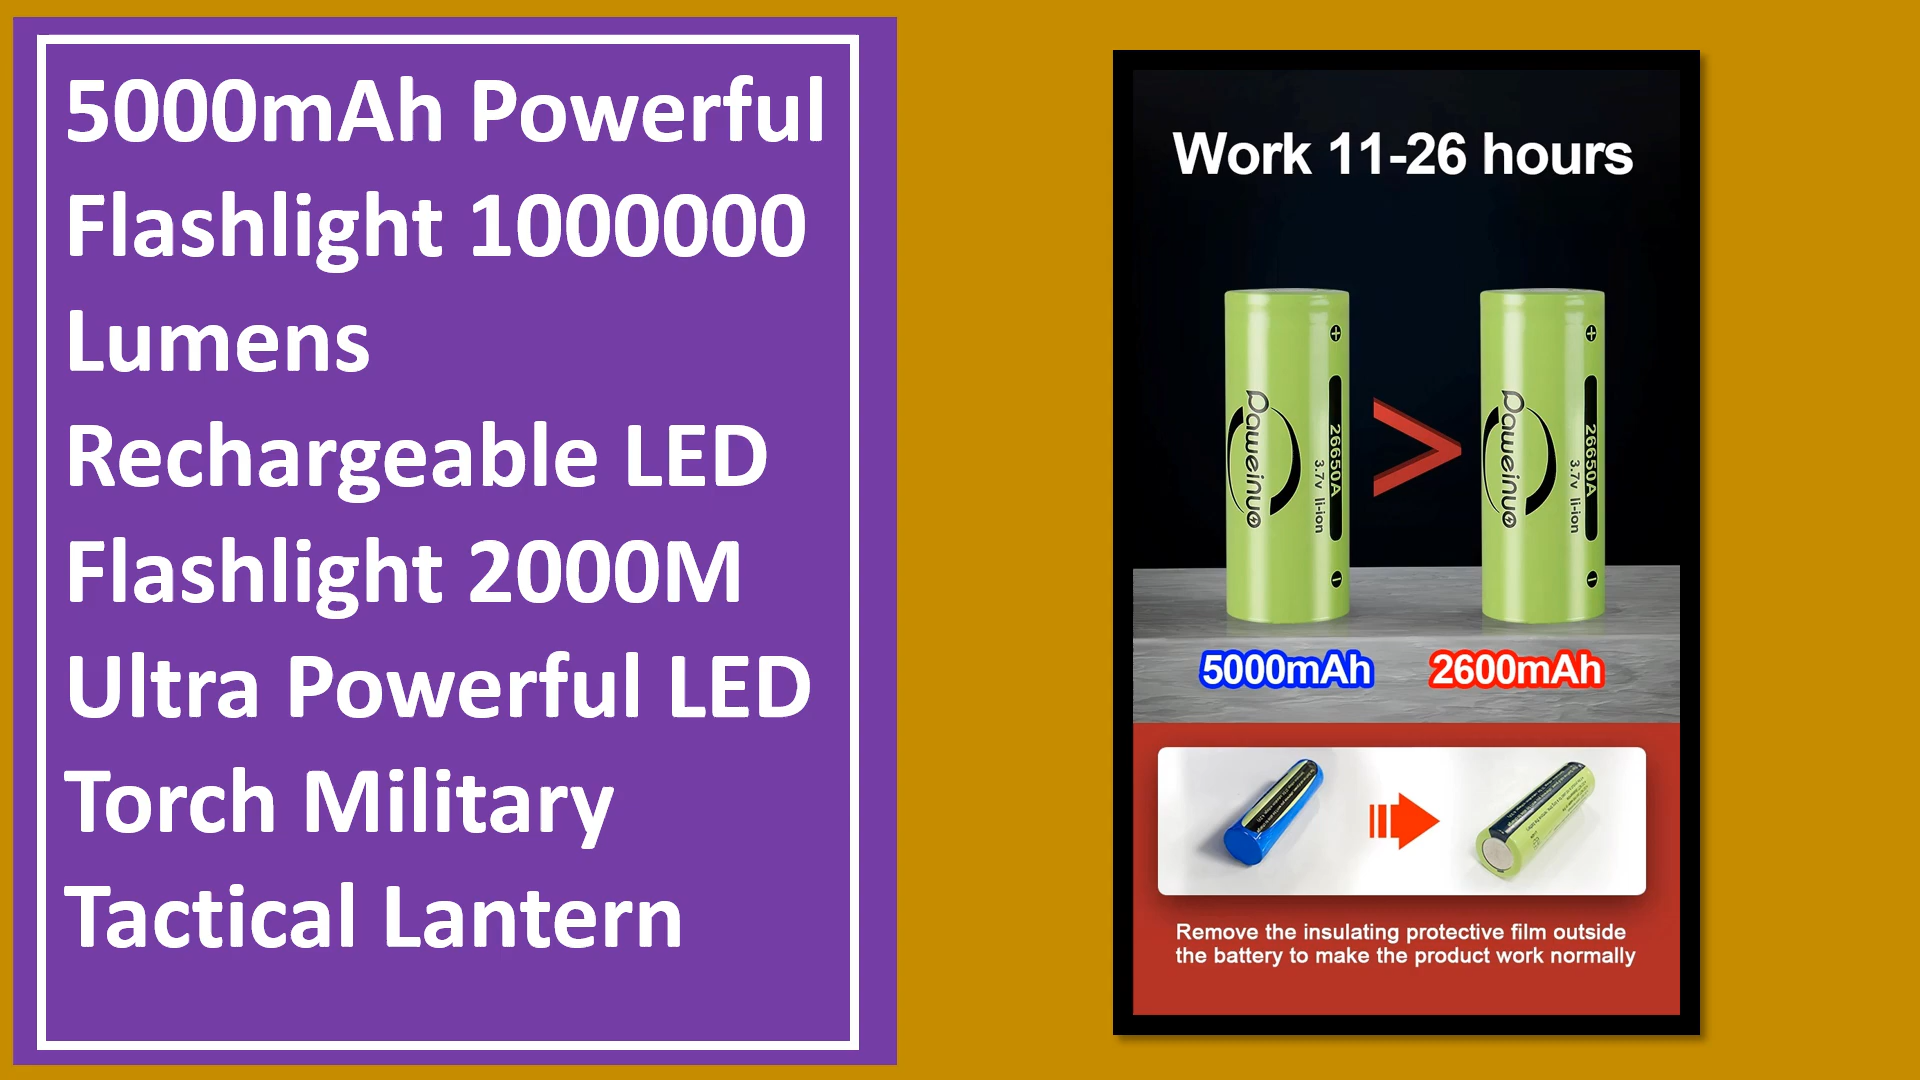 5000mAh Powerful
Flashlight 1000000
Lumens
Rechargeable LED
Flashlight 2000M
Ultra Powerful LED
Torch Military
Tactical Lantern
Work 11-26 hours
Daweinuo
26650A
3.7v li-ion
>
Daweinuo
26650A
3.7v li-ion
5000mAh
2600mAh
Remove the insulating protective film outside
the battery to make the product work normally